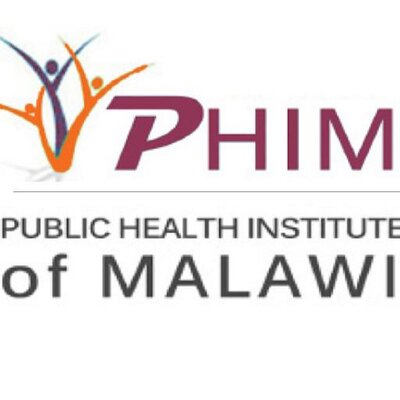 PHIM
PUBLIC HEALTH INSTITUTE
of MALAWI